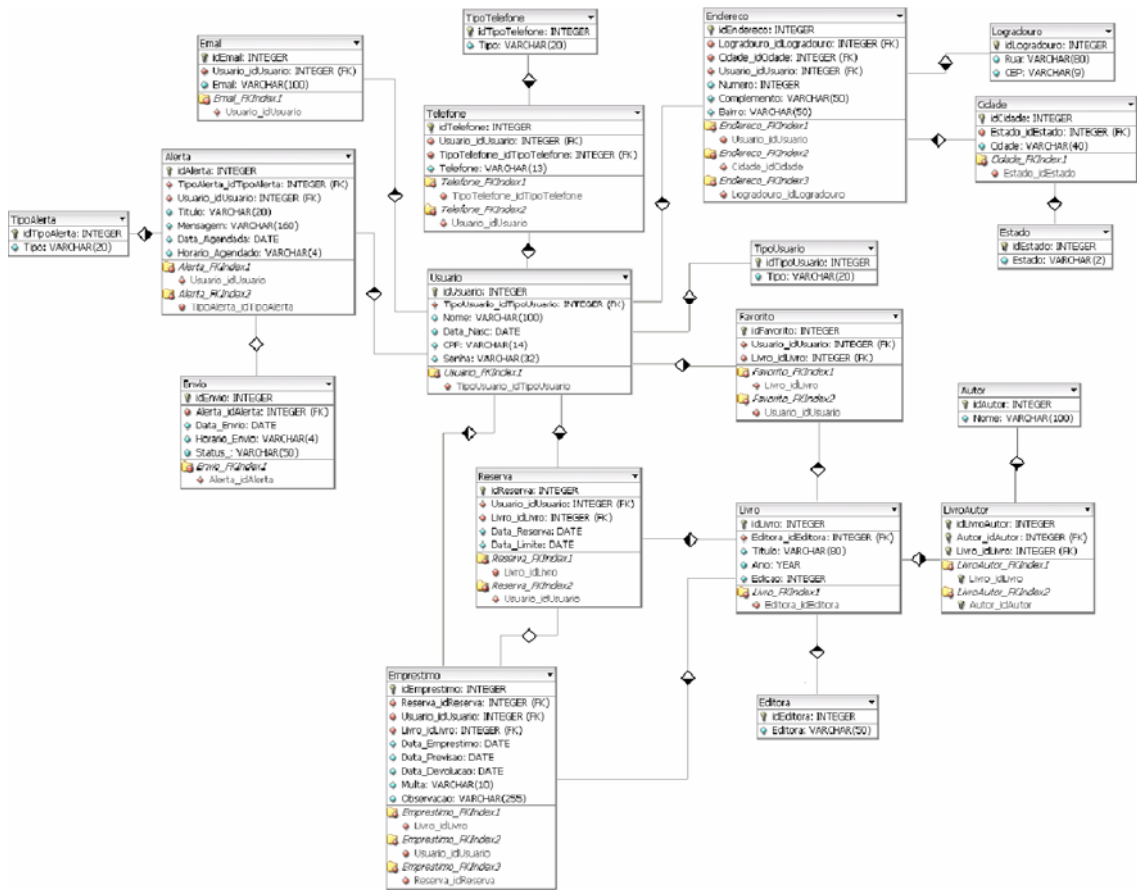 TipoTelefone
idTipoTelefone: INTEGER
Tipo: VARCHAR(20)
Endereco
idEndereco: INTEGER
Logradouro_idLogradouro: INTEGER (FK)
Cidade_idCidade: INTEGER (FK)
Usuario_idUsuario: INTEGER (FK)
Numero: INTEGER
Complemento: VARCHAR(50)
Bairro: VARCHAR(50)
Endereco_FKIndex1
Usuario_idUsuario
Endereco_FKIndex2
Cidade_idCidade
Endereco_FKIndex3
Logradouro_idLogradouro
Logradouro
idLogradouro: INTEGER
Rua: VARCHAR(80)
CEP: VARCHAR(9)
Email
idEmail: INTEGER
Usuario_idUsuario: INTEGER (FK)
Email: VARCHAR(100)
Email_FKIndex1
Usuario_idUsuario
Telefone
idTelefone: INTEGER
Usuario_idUsuario: INTEGER (FK)
TipoTelefone_idTipoTelefone: INTEGER (FK)
Telefone: VARCHAR(13)
Telefone_FKIndex1
TipoTelefone_idTipoTelefone
Telefone_FKIndex2
Usuario_idUsuario
Cidade
idCidade: INTEGER
Estado_idEstado: INTEGER (FK)
Cidade: VARCHAR(40)
Cidade_FKIndex1
Estado_idEstado
Alerta
idAlerta: INTEGER
TipoAlerta_idTipoAlerta: INTEGER (FK)
Usuario_idUsuario: INTEGER (FK)
Titulo: VARCHAR(20)
Mensagem: VARCHAR(160)
Data_Agendada: DATE
Horario_Agendado: VARCHAR(4)
Alerta_FKIndex1
Usuario_idUsuario
Alerta_FKIndex2
TipoAlerta_idTipoAlerta
TipoAlerta
idTipoAlerta: INTEGER
Tipo: VARCHAR(20)
Estado
idEstado: INTEGER
Estado: VARCHAR(2)
TipoUsuario
idTipoUsuario: INTEGER
Tipo: VARCHAR(20)
Usuario
idUsuario: INTEGER
TipoUsuario_idTipoUsuario: INTEGER (FK)
Nome: VARCHAR(100)
Data_Nasc: DATE
CPF: VARCHAR(14)
Senha: VARCHAR(32)
Usuario_FKIndex1
TipoUsuario_idTipoUsuario
Favorito
idFavorito: INTEGER
Usuario_idUsuario: INTEGER (FK)
Livro_idLivro: INTEGER (FK)
Favorito_FKIndex1
Livro_idLivro
Favorito_FKIndex2
Usuario_idUsuario
Envio
idEnvio: INTEGER
Alerta_idAlerta: INTEGER (FK)
Data_Envio: DATE
Horario_Envio: VARCHAR(4)
Status_: VARCHAR(50)
Envio_FKIndex1
Alerta_idAlerta
Autor
idAutor: INTEGER
Nome: VARCHAR(100)
Reserva
idReserva: INTEGER
Usuario_idUsuario: INTEGER (FK)
Livro_idLivro: INTEGER (FK)
Data_Reserva: DATE
Data_Limite: DATE
Reserva_FKIndex1
Livro_idLivro
Reserva_FKIndex2
Usuario_idUsuario
Livro
idLivro: INTEGER
Editora_idEditora: INTEGER (FK)
Titulo: VARCHAR(80)
Ano: YEAR
Edicao: INTEGER
Livro_FKIndex1
Editora_idEditora
LivroAutor
idLivroAutor: INTEGER
Autor_idAutor: INTEGER (FK)
Livro_idLivro: INTEGER (FK)
LivroAutor_FKIndex1
Livro_idLivro
LivroAutor_FKIndex2
Autor_idAutor
Emprestimo
idEmprestimo: INTEGER
Reserva_idReserva: INTEGER (FK)
Usuario_idUsuario: INTEGER (FK)
Livro_idLivro: INTEGER (FK)
Data_Emprestimo: DATE
Data_Previsao: DATE
Data_Devolucao: DATE
Multa: VARCHAR(10)
Observacao: VARCHAR(255)
Emprestimo_FKIndex1
Livro_idLivro
Emprestimo_FKIndex2
Usuario_idUsuario
Emprestimo_FKIndex3
Reserva_idReserva
Editora
idEditora: INTEGER
Editora: VARCHAR(50)